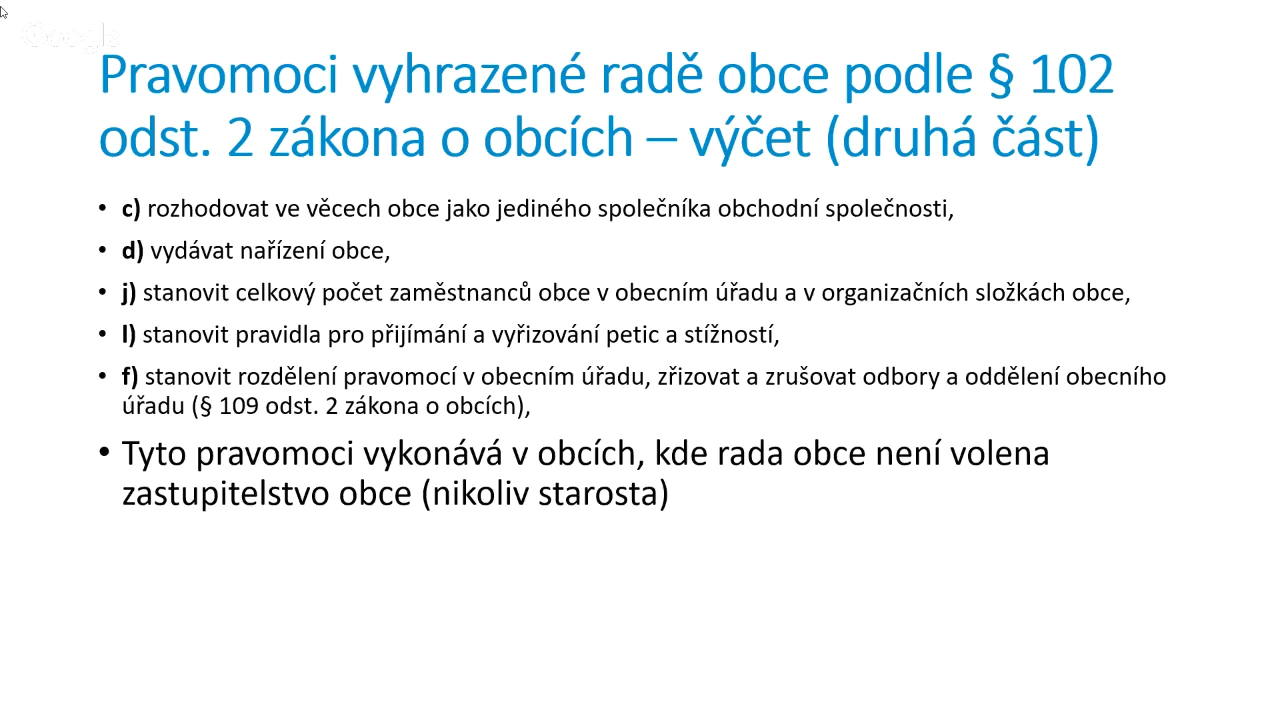 Google
Pravomoci vyhrazené radě obce podle § 102
odst. 2 zákona o obcích – výčet (druhá část)
• c) rozhodovat ve věcech obce jako jediného společníka obchodní společnosti,
• d) vydávat nařízení obce,
• j) stanovit celkový počet zaměstnanců obce v obecním úřadu a v organizačních složkách obce,
• l) stanovit pravidla pro přijímání a vyřizování petic a stížností,
• f) stanovit rozdělení pravomocí v obecním úřadu, zřizovat a zrušovat odbory a oddělení obecního
úřadu (§ 109 odst. 2 zákona o obcích),
• Tyto pravomoci vykonává v obcích, kde rada obce není volena
zastupitelstvo obce (nikoliv starosta)